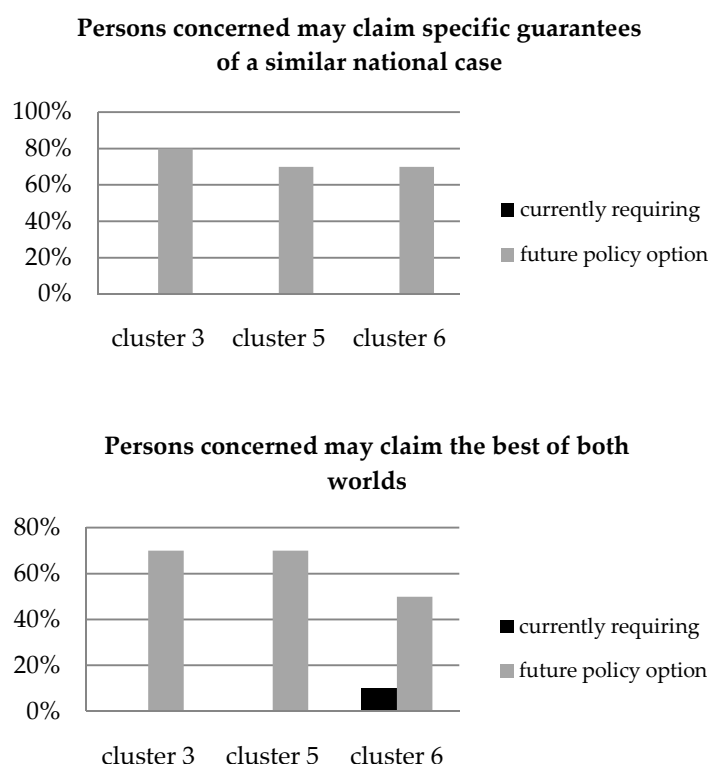 Persons concerned may claim specific guarantees
of a similar national case
100%
80%
60%
40%
20%
0%
currently requiring
future policy option
cluster 3 cluster 5 cluster 6
Persons concerned may claim the best of both
worlds
80%
60%
40%
20%
0%
currently requiring
future policy option
cluster 3 cluster 5 cluster 6